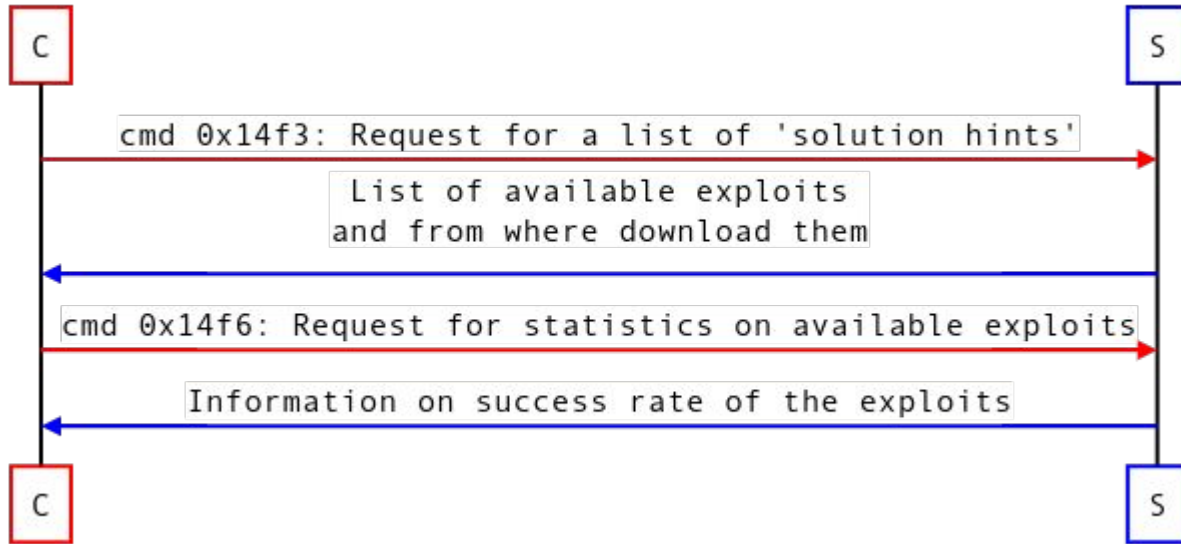 C
S
cmd 0x14f3: Request for a list of 'solution hints'
List of available exploits
and from where download them
cmd 0x14f6: Request for statistics on available exploits
Information on success rate of the exploits
C
S